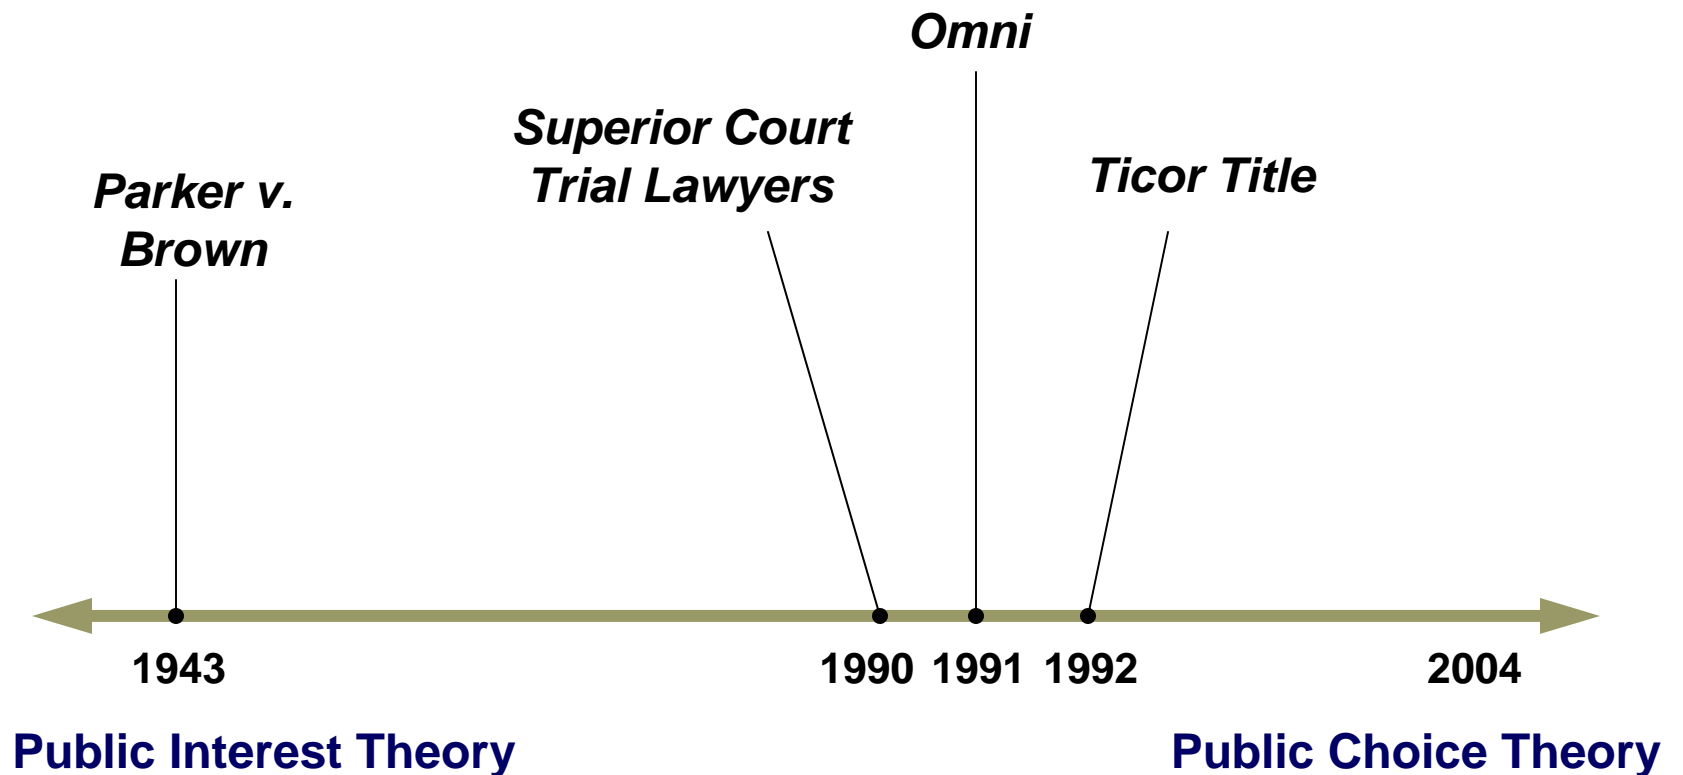 Omni
Superior Court
Trial Lawyers
Parker v.
Brown
Ticor Title
1943
1990
1991
1992
2004
Public Interest Theory
Public Choice Theory